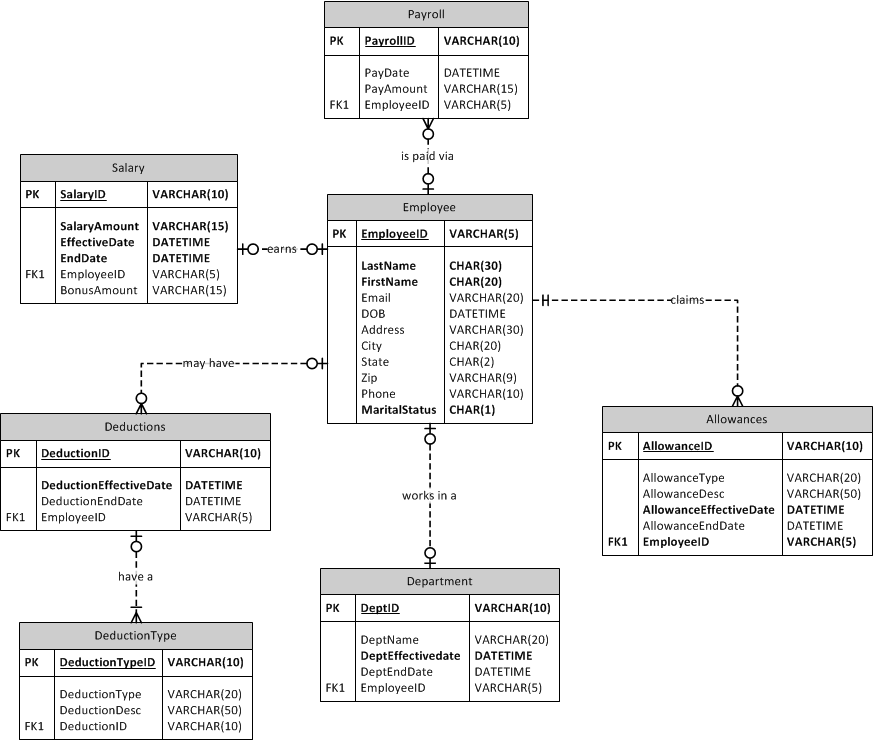 Payroll
PK PayrollID VARCHAR(10)
PayDate DATETIME
PayAmount VARCHAR(15)
FK1 EmployeeID VARCHAR(5)
is paid via
Salary
PK SalaryID VARCHAR(10)
SalaryAmount VARCHAR(15)
EffectiveDate DATETIME
EndDate DATETIME
FK1 EmployeeID VARCHAR(5)
BonusAmount VARCHAR(15)
earns
Employee
PK EmployeeID VARCHAR(5)
LastName CHAR(30)
FirstName CHAR(20)
Email VARCHAR(20)
DOB DATETIME
Address VARCHAR(30)
City CHAR(20)
State CHAR(2)
Zip VARCHAR(9)
Phone VARCHAR(10)
MaritalStatus CHAR(1)
claims
may have
Deductions
PK DeductionID VARCHAR(10)
DeductionEffectiveDate DATETIME
DeductionEndDate DATETIME
FK1 EmployeeID VARCHAR(5)
Allowances
PK AllowanceID VARCHAR(10)
AllowanceType VARCHAR(20)
AllowanceDesc VARCHAR(50)
AllowanceEffectiveDate DATETIME
AllowanceEndDate DATETIME
FK1 EmployeeID VARCHAR(5)
works in a
have a
Department
PK DeptID VARCHAR(10)
DeptName VARCHAR(20)
DeptEffectivedate DATETIME
DeptEndDate DATETIME
FK1 EmployeeID VARCHAR(5)
DeductionType
PK DeductionTypeID VARCHAR(10)
DeductionType VARCHAR(20)
DeductionDesc VARCHAR(50)
FK1 DeductionID VARCHAR(10)